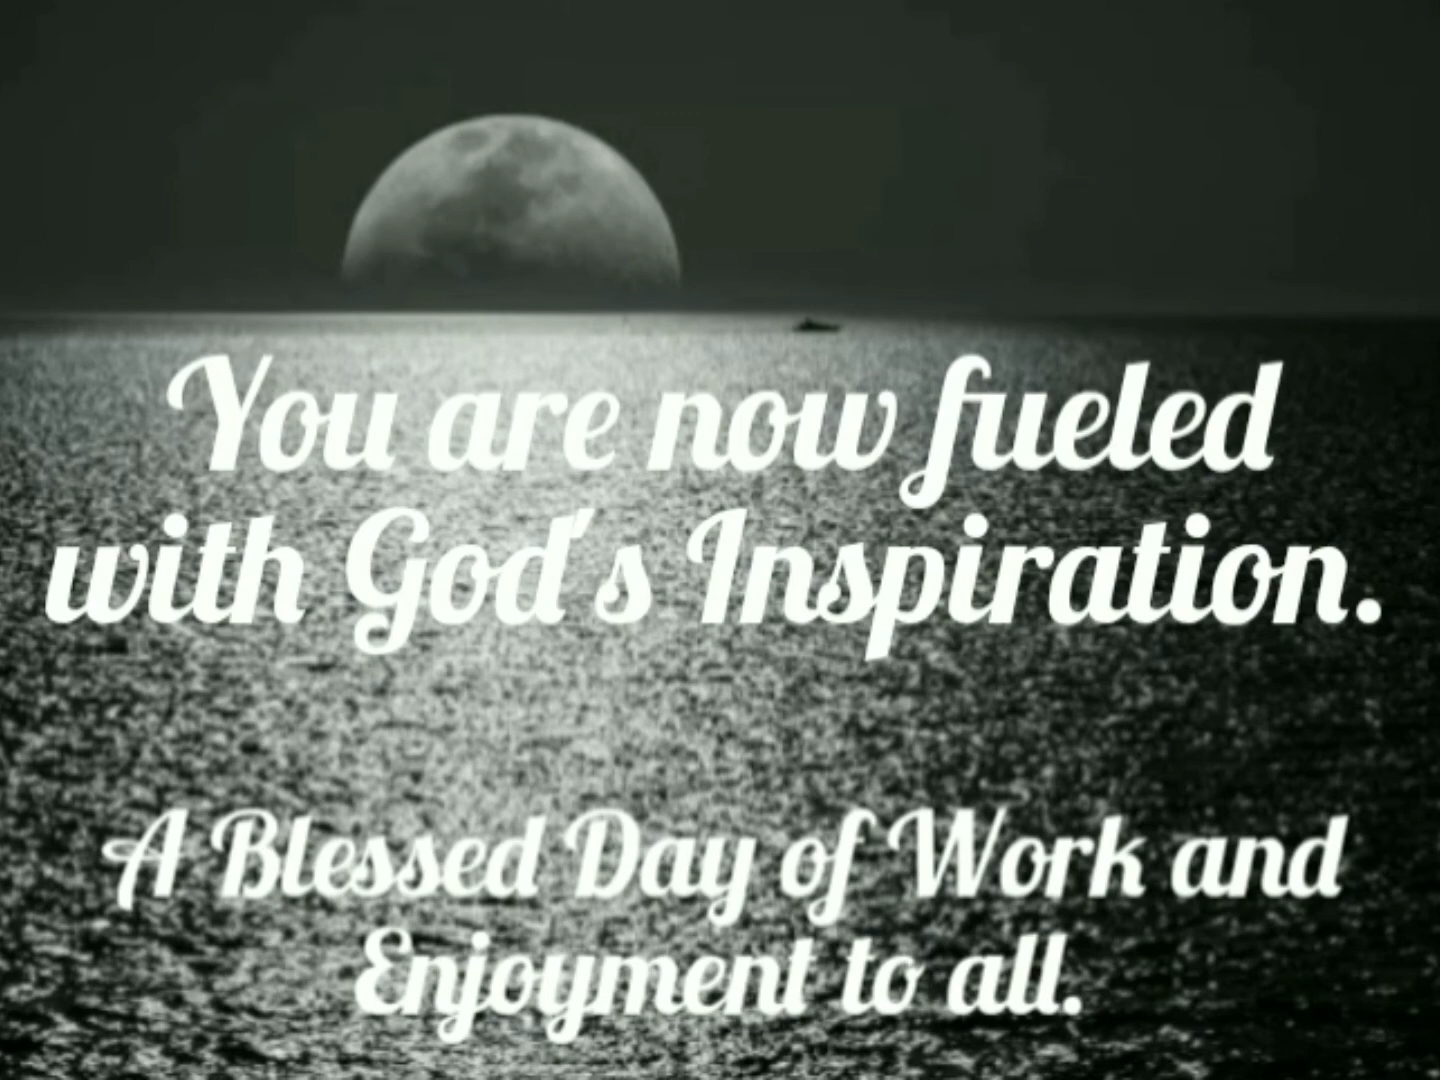 You are now fueled
with God's Inspiration.
A Blessed Day of Work and
Enjoyment to all.